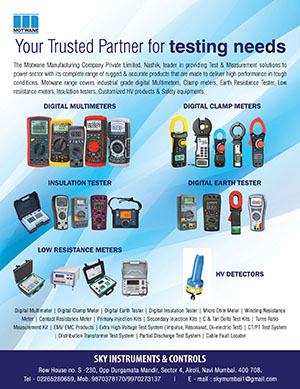 MOTWANE
Your Trusted Partner for testing needs
The Motwane Manufacturing Company Private Limited, Nashik, leader in providing Test & Measurement solutions to
power sector with its complete range of rugged & accurate products that are made to deliver high performance in tough
conditions. Motwane range covers industrial grade digital Multimeters, Clamp meters, Earth Resistance Tester, Low
resistance meters, Insulation testers, Customized HV products & Safety equipments.
DIGITAL MULTIMETERS
DIGITAL CLAMP METERS
INSULATION TESTER
DIGITAL EARTH TESTER
LOW RESISTANCE METERS
HV DETECTORS
Digital Multimeter | Digital Clamp Meter | Digital Earth Tester | Digital Insulation Tester | Micro Ohm Meter | Winding Resistance
Meter | Contact Resistance Meter | Primary Injection Kits | Secondary Injection Kits | C & Tan Delta Test Kits | Turns Ratio
Measurement Kit | EMI/ EMC Products | Extra High Voltage Test System (Impulse, Resonant, Di-electric Test) | CT/PT Test System
Distribution Transformer Test System | Partial Discharge Test System | Cable Fault Locator
SKY INSTRUMENTS & CONTROLS
Row House no. S -230, Opp Durgamata Mandir, Sector 4, Airoli, Navi Mumbai. 400 708.
Tel - 02265280659, Mob. 9870378170/9970273137 E - Mail : skymumbai1@gmail.com